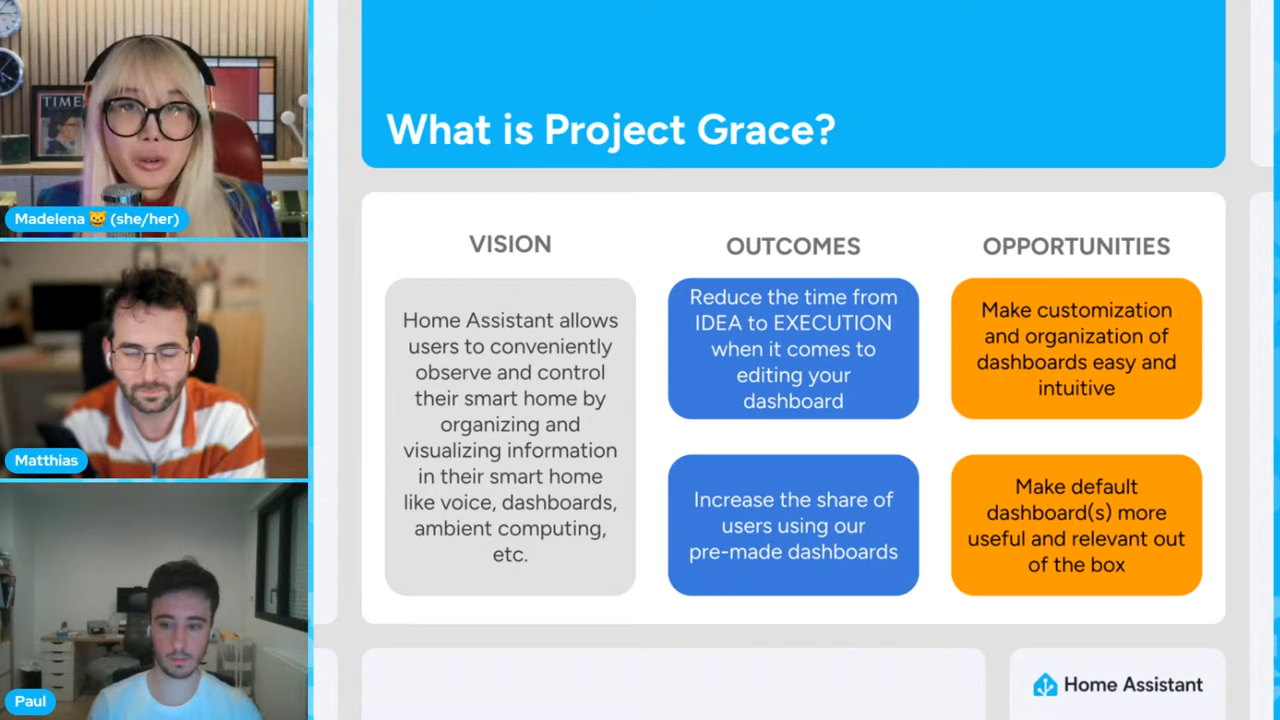 TIME
Madelena 😺 (she/her)
Matthias
Paul
What is Project Grace?
VISION
Home Assistant allows
users to conveniently
observe and control
their smart home by
organizing and
visualizing information
in their smart home
like voice, dashboards,
ambient computing,
etc.
OUTCOMES
Reduce the time from
IDEA to EXECUTION
when it comes to
editing your
dashboard
Increase the share of
users using our
pre-made dashboards
OPPORTUNITIES
Make customization
and organization of
dashboards easy and
intuitive
Make default
dashboard(s) more
useful and relevant out
of the box
Home Assistant